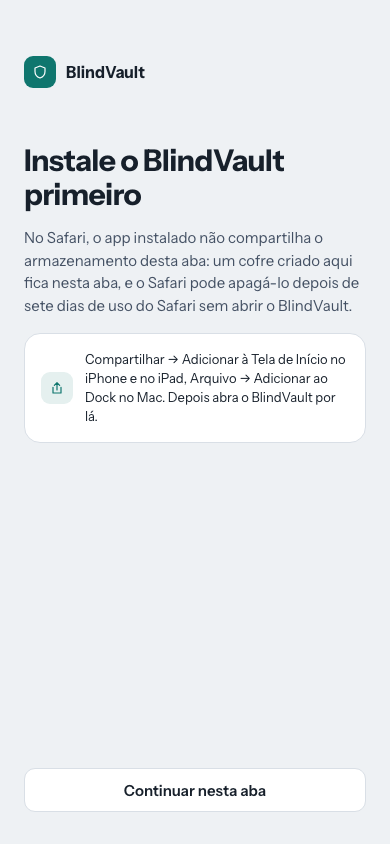 BlindVault
Instale o BlindVault
primeiro
No Safari, o app instalado não compartilha o
armazenamento desta aba: um cofre criado aqui
fica nesta aba, e o Safari pode apagá-lo depois de
sete dias de uso do Safari sem abrir o BlindVault.
Compartilhar → Adicionar à Tela de Início no
iPhone e no iPad, Arquivo → Adicionar ao
Dock no Mac. Depois abra o BlindVault por
lá.
Continuar nesta aba